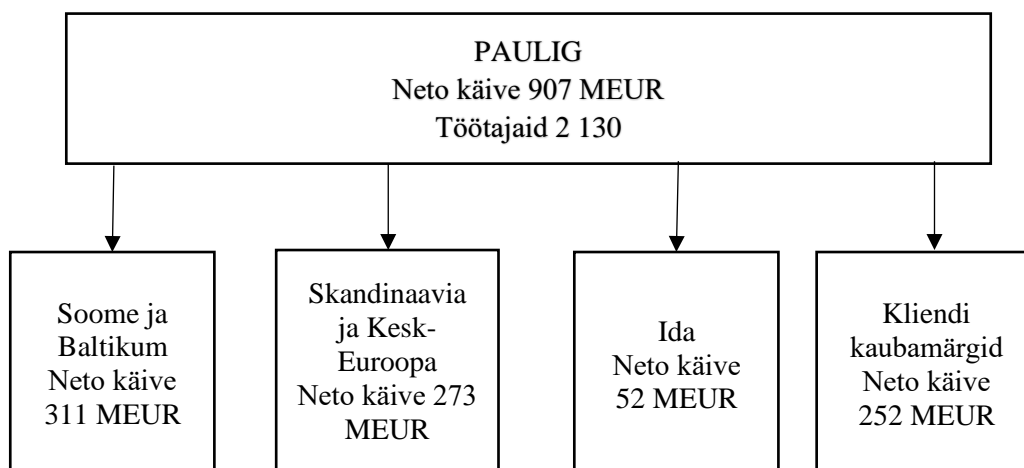 PAULIG
Neto käive 907 MEUR
Töötajaid 2 130
Soome ja
Baltikum
Neto käive
311 MEUR
Skandinaavia
ja Kesk-
Euroopa
Neto käive 273
MEUR
Ida
Neto käive
52 MEUR
Kliendi
kaubamärgid
Neto käive
252 MEUR